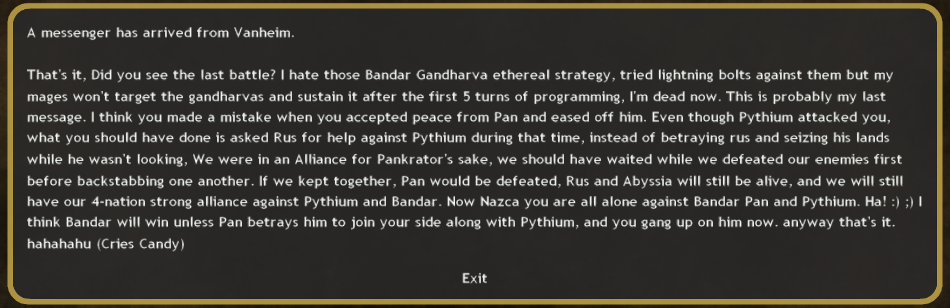 A messenger has arrived from Vanheim.
That's it, Did you see the last battle? I hate those Bandar Gandharva ethereal strategy, tried lightning bolts against them but my
mages won't target the gandharvas and sustain it after the first 5 turns of programming, I'm dead now. This is probably my last
message. I think you made a mistake when you accepted peace from Pan and eased off him. Even though Pythium attacked you,
what you should have done is asked Rus for help against Pythium during that time, instead of betraying rus and seizing his lands
while he wasn't looking, We were in an Alliance for Pankrator's sake, we should have waited while we defeated our enemies first
before backstabbing one another. If we kept together, Pan would be defeated, Rus and Abyssia will still be alive, and we will still
have our 4-nation strong alliance against Pythium and Bandar. Now Nazca you are all alone against Bandar Pan and Pythium. Ha! :) ;) I
think Bandar will win unless Pan betrays him to join your side along with Pythium, and you gang up on him now. anyway that's it.
hahahahu (Cries Candy)
Exit